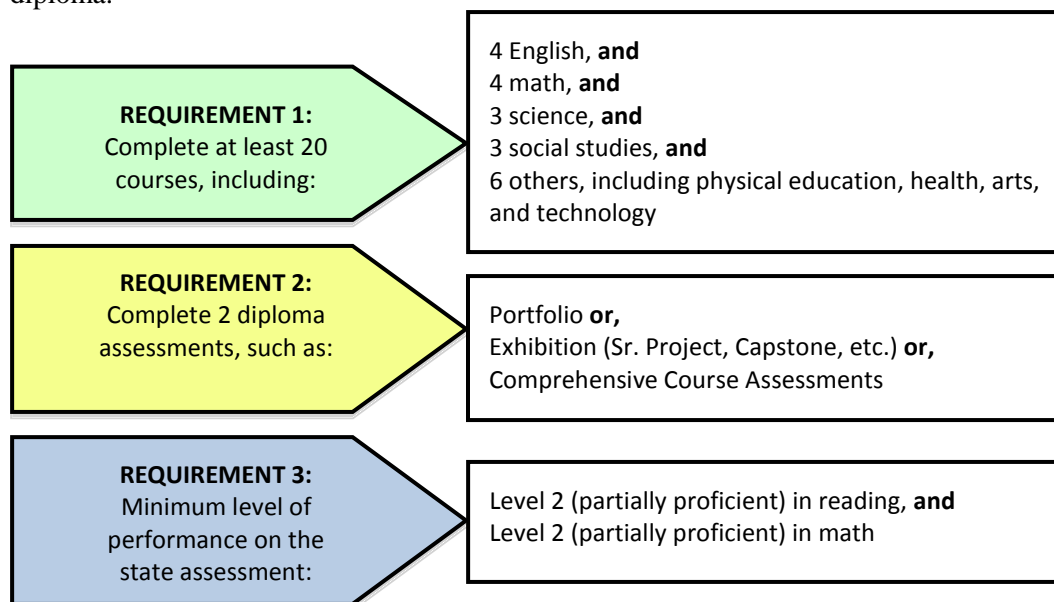 diploma.
REQUIREMENT 1:
Complete at least 20
courses, including:
4 English, and
4 math, and
3 science, and
3 social studies, and
6 others, including physical education, health, arts,
and technology
REQUIREMENT 2:
Complete 2 diploma
assessments, such as:
Portfolio or,
Exhibition (Sr. Project, Capstone, etc.) or,
Comprehensive Course Assessments
REQUIREMENT 3:
Minimum level of
performance on the
state assessment:
Level 2 (partially proficient) in reading, and
Level 2 (partially proficient) in math